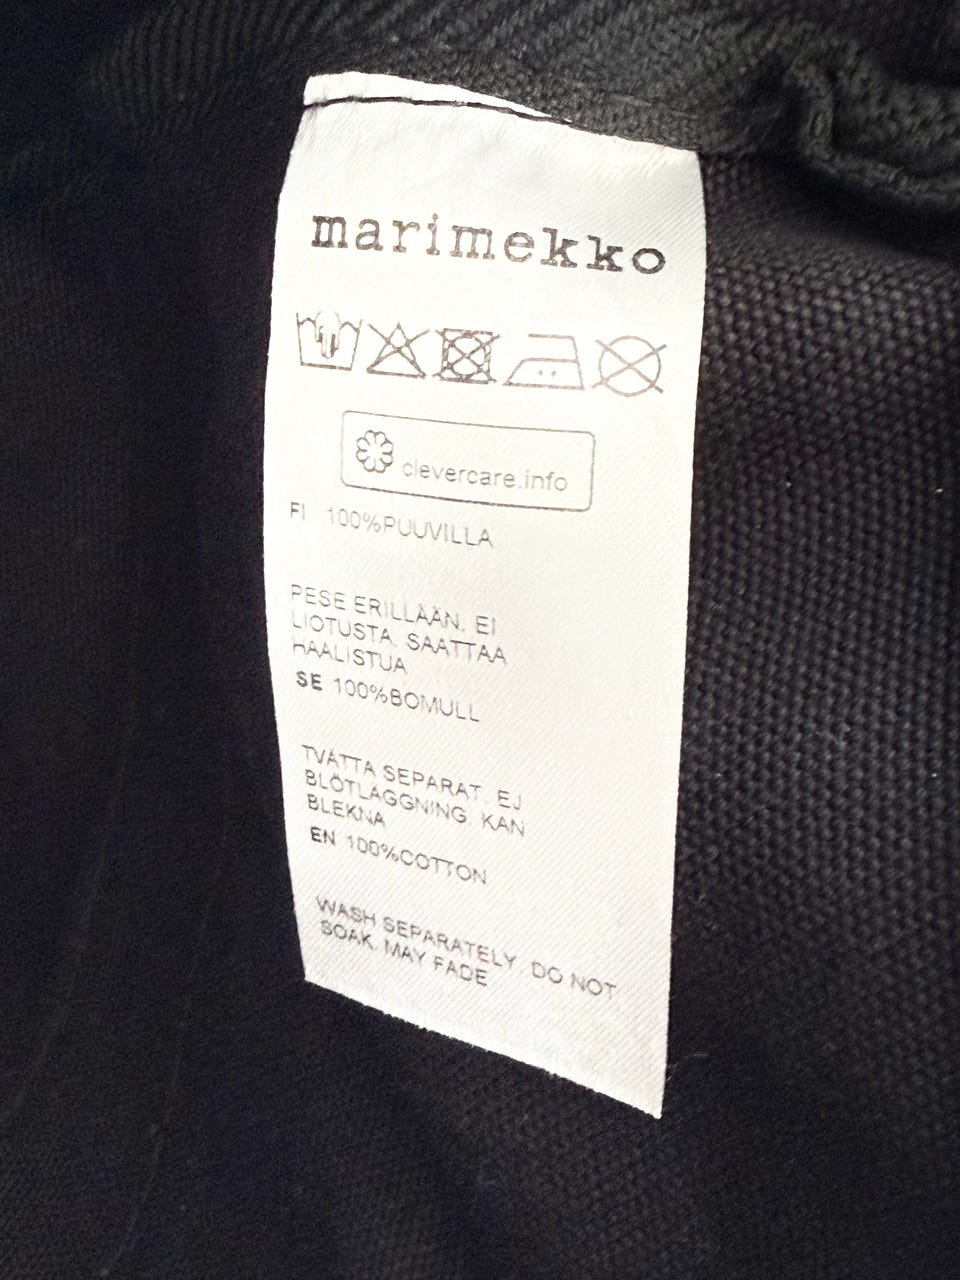 marimekko
clevercare.info
FI 100%PUUVILLA
PESE ERILLÄÄN. EI
LIOTUSTA. SAATTAA
HAALISTUA
SE 100%BOMULL
TVÄTTA SEPARAT. EJ
BLÖTLÄGGNING. KAN
BLEKNA
EN 100%COTTON
WASH SEPARATELY. DO NOT
SOAK. MAY FADE